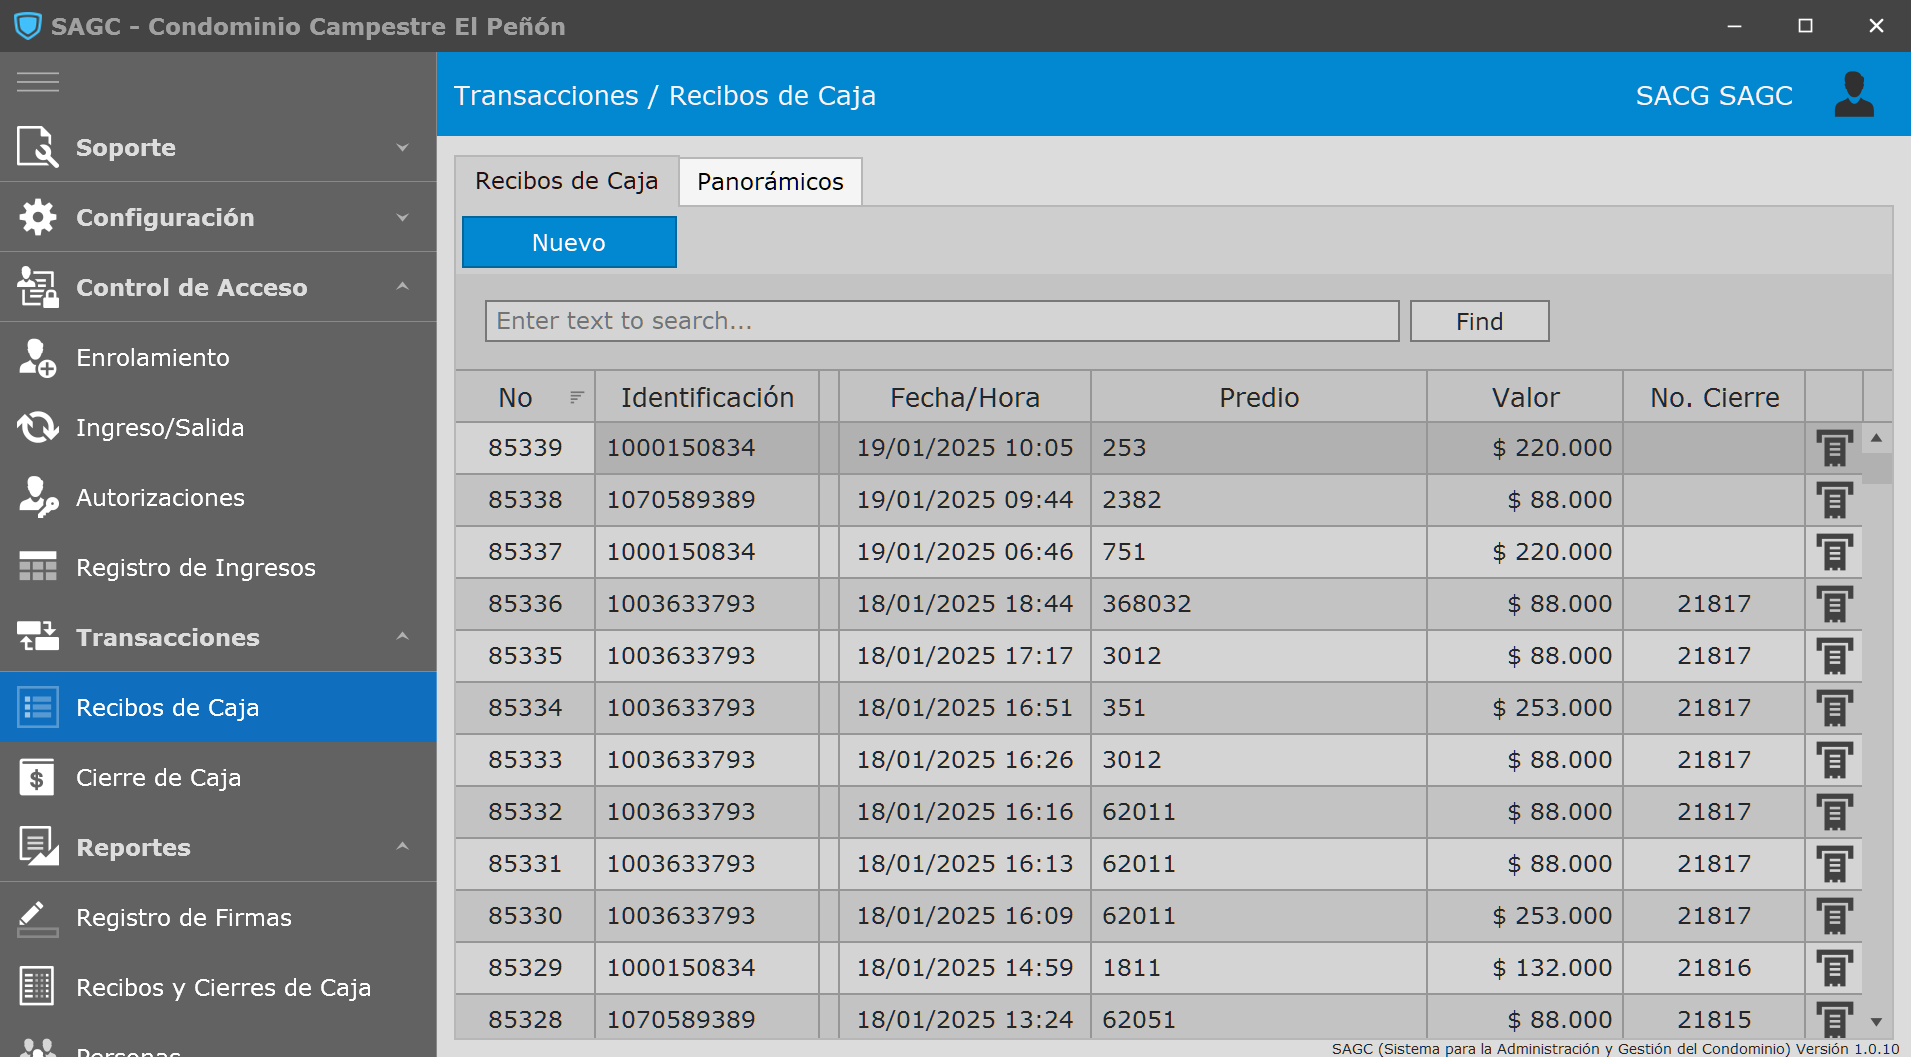 SAGC - Condominio Campestre El Peñón
Transacciones / Recibos de Caja
SACG SAGC
Soporte
Configuración
Control de Acceso
Enrolamiento
Ingreso/Salida
Autorizaciones
Registro de Ingresos
Transacciones
Recibos de Caja
Cierre de Caja
Reportes
Registro de Firmas
Recibos y Cierres de Caja
Personas
Recibos de Caja
Panorámicos
Nuevo
Enter text to search...
Find
No Identificación Fecha/Hora Predio Valor No. Cierre
85339 1000150834 19/01/2025 10:05 253 $ 220.000
85338 1070589389 19/01/2025 09:44 2382 $ 88.000
85337 1000150834 19/01/2025 06:46 751 $ 220.000
85336 1003633793 18/01/2025 18:44 368032 $ 88.000 21817
85335 1003633793 18/01/2025 17:17 3012 $ 88.000 21817
85334 1003633793 18/01/2025 16:51 351 $ 253.000 21817
85333 1003633793 18/01/2025 16:26 3012 $ 88.000 21817
85332 1003633793 18/01/2025 16:16 62011 $ 88.000 21817
85331 1003633793 18/01/2025 16:13 62011 $ 88.000 21817
85330 1003633793 18/01/2025 16:09 62011 $ 253.000 21817
85329 1000150834 18/01/2025 14:59 1811 $ 132.000 21816
85328 1070589389 18/01/2025 13:24 62051 $ 88.000 21815
SAGC (Sistema para la Administración y Gestión del Condominio) Versión 1.0.10